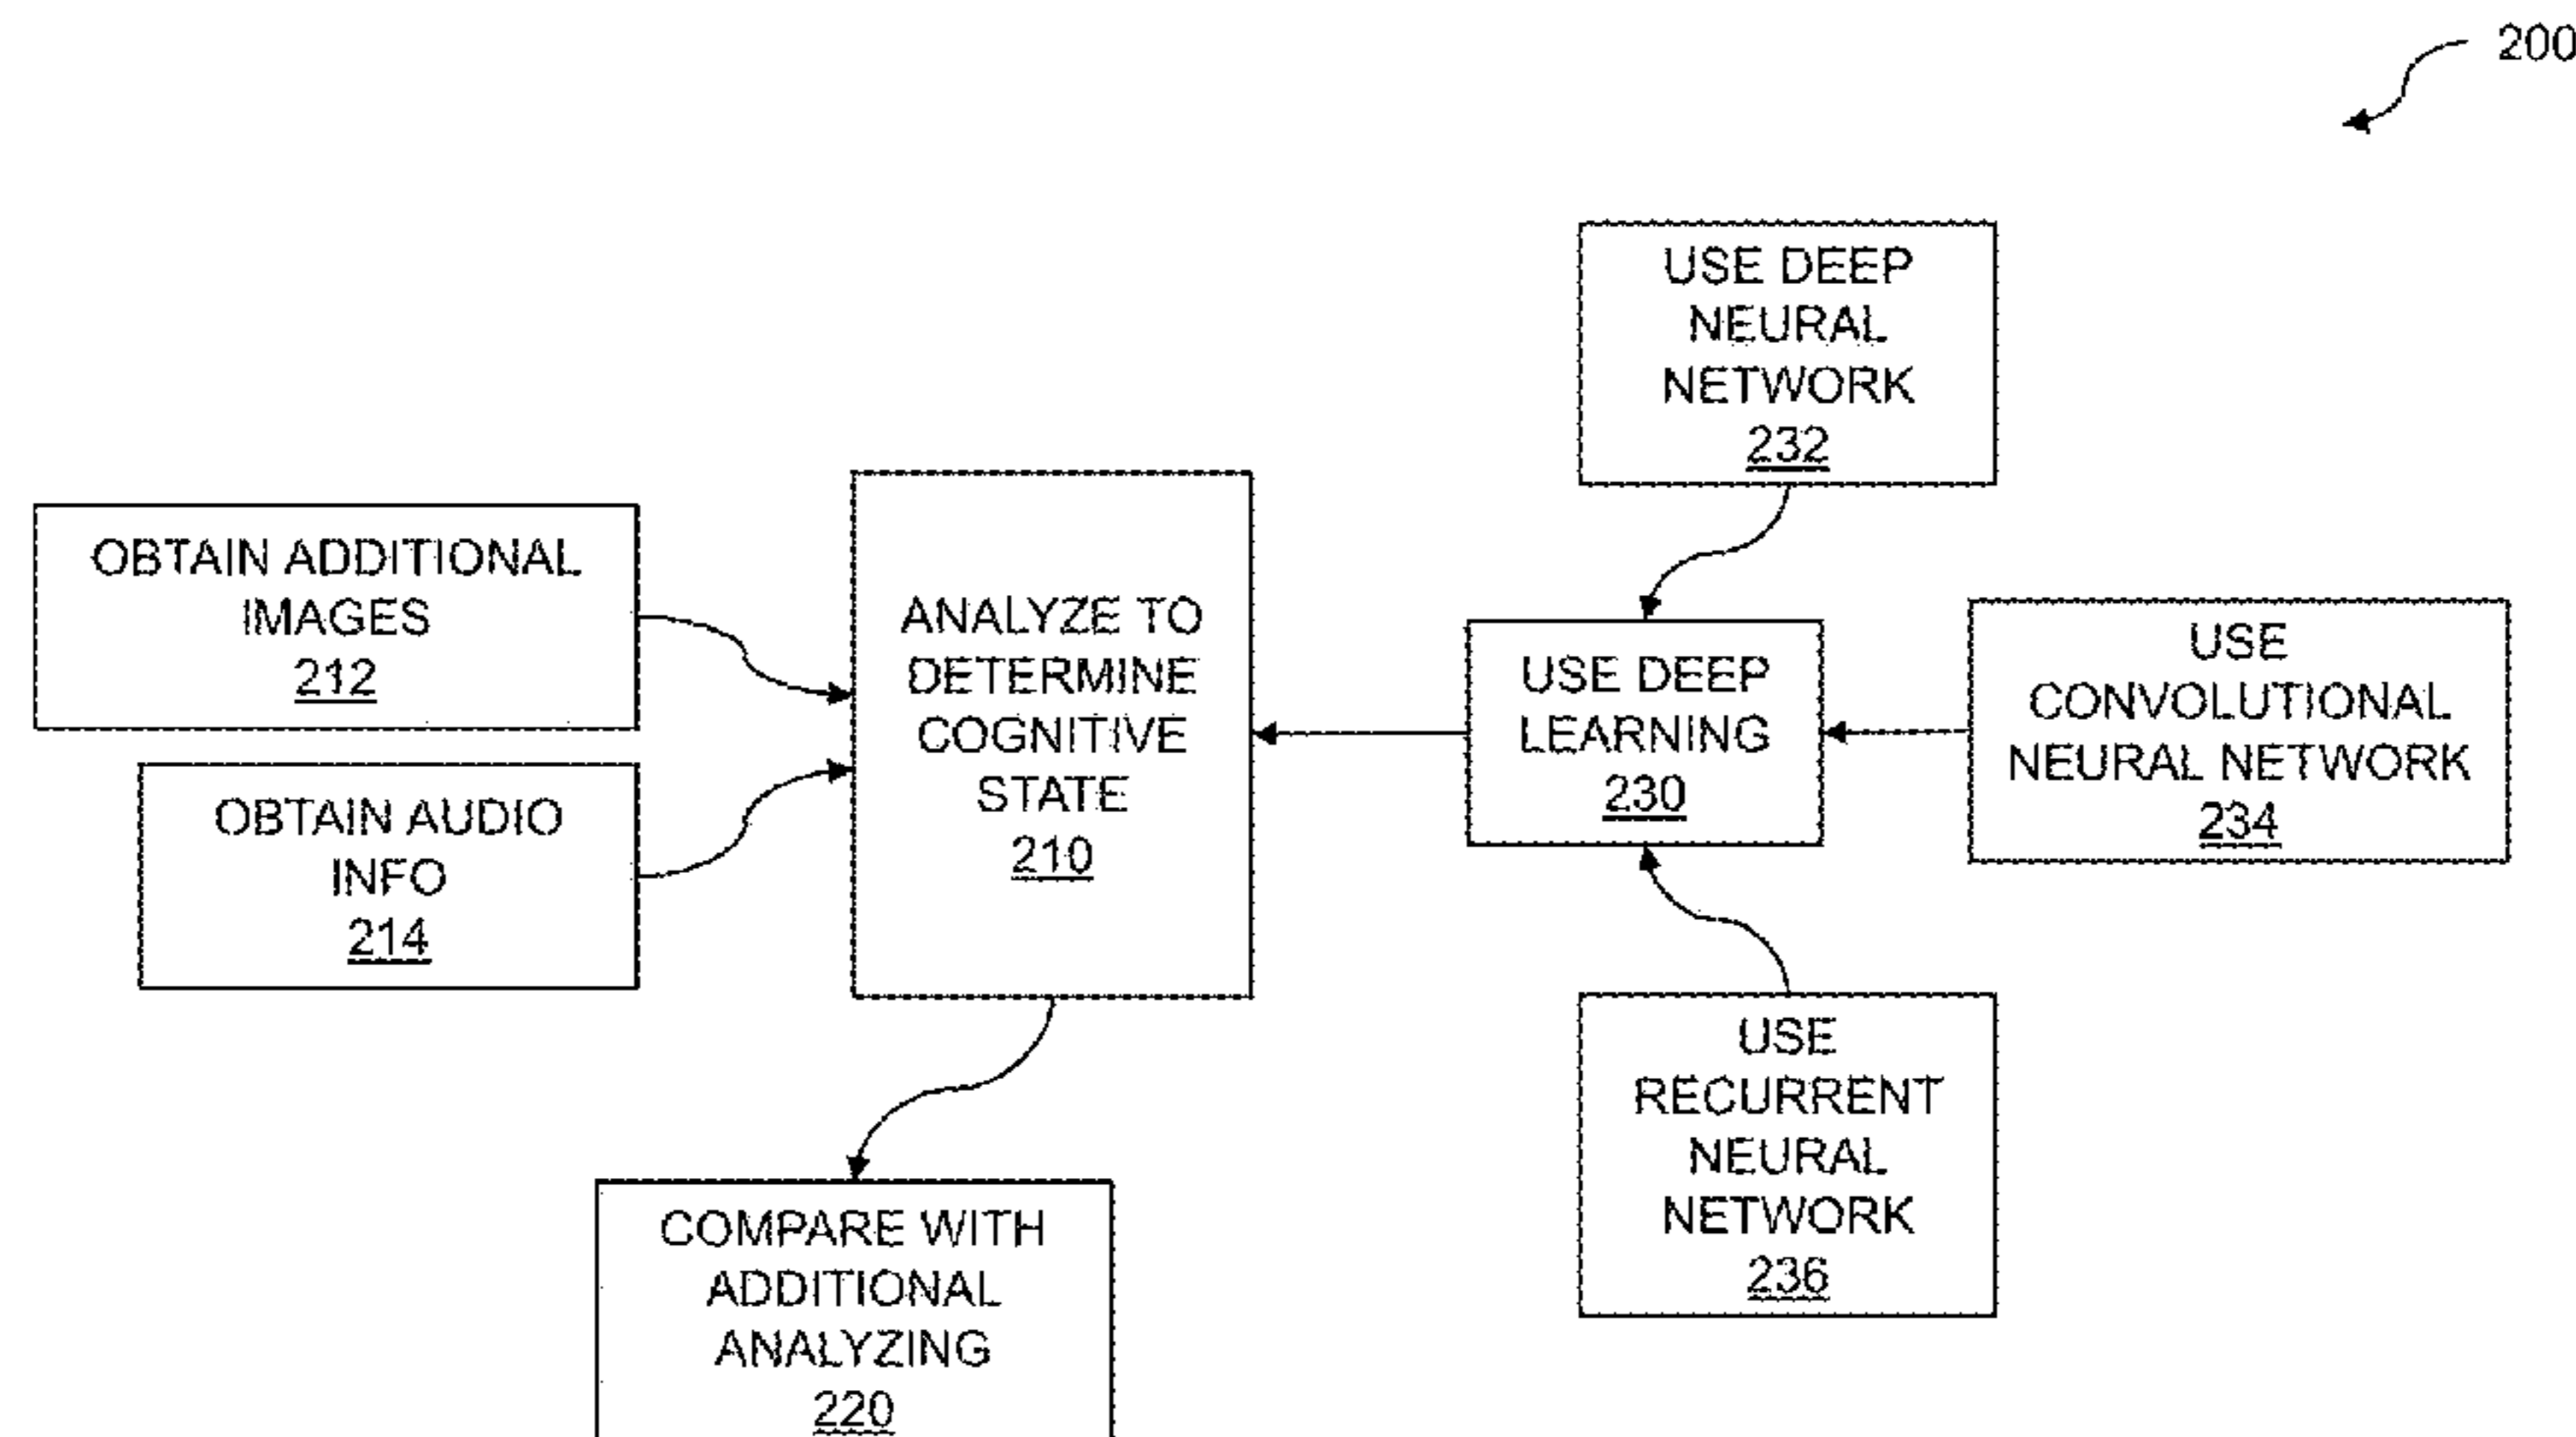 200
USE DEEP
NEURAL
NETWORK
232
OBTAIN ADDITIONAL
IMAGES
212
ANALYZE TO
DETERMINE
COGNITIVE
STATE
210
USE DEEP
LEARNING
230
USE
CONVOLUTIONAL
NEURAL NETWORK
234
OBTAIN AUDIO
INFO
214
USE
RECURRENT
NEURAL
NETWORK
236
COMPARE WITH
ADDITIONAL
ANALYZING
220